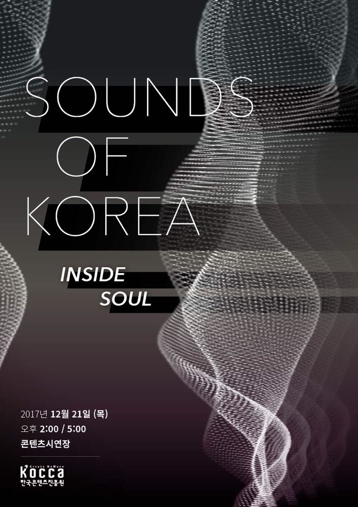 SOUNDS
OF
KOREA
INSIDE
SOUL
2017년 12월 21일 (목)
오후 2:00 / 5:00
콘텐츠시연장
KOCCA
한국콘텐츠진흥원